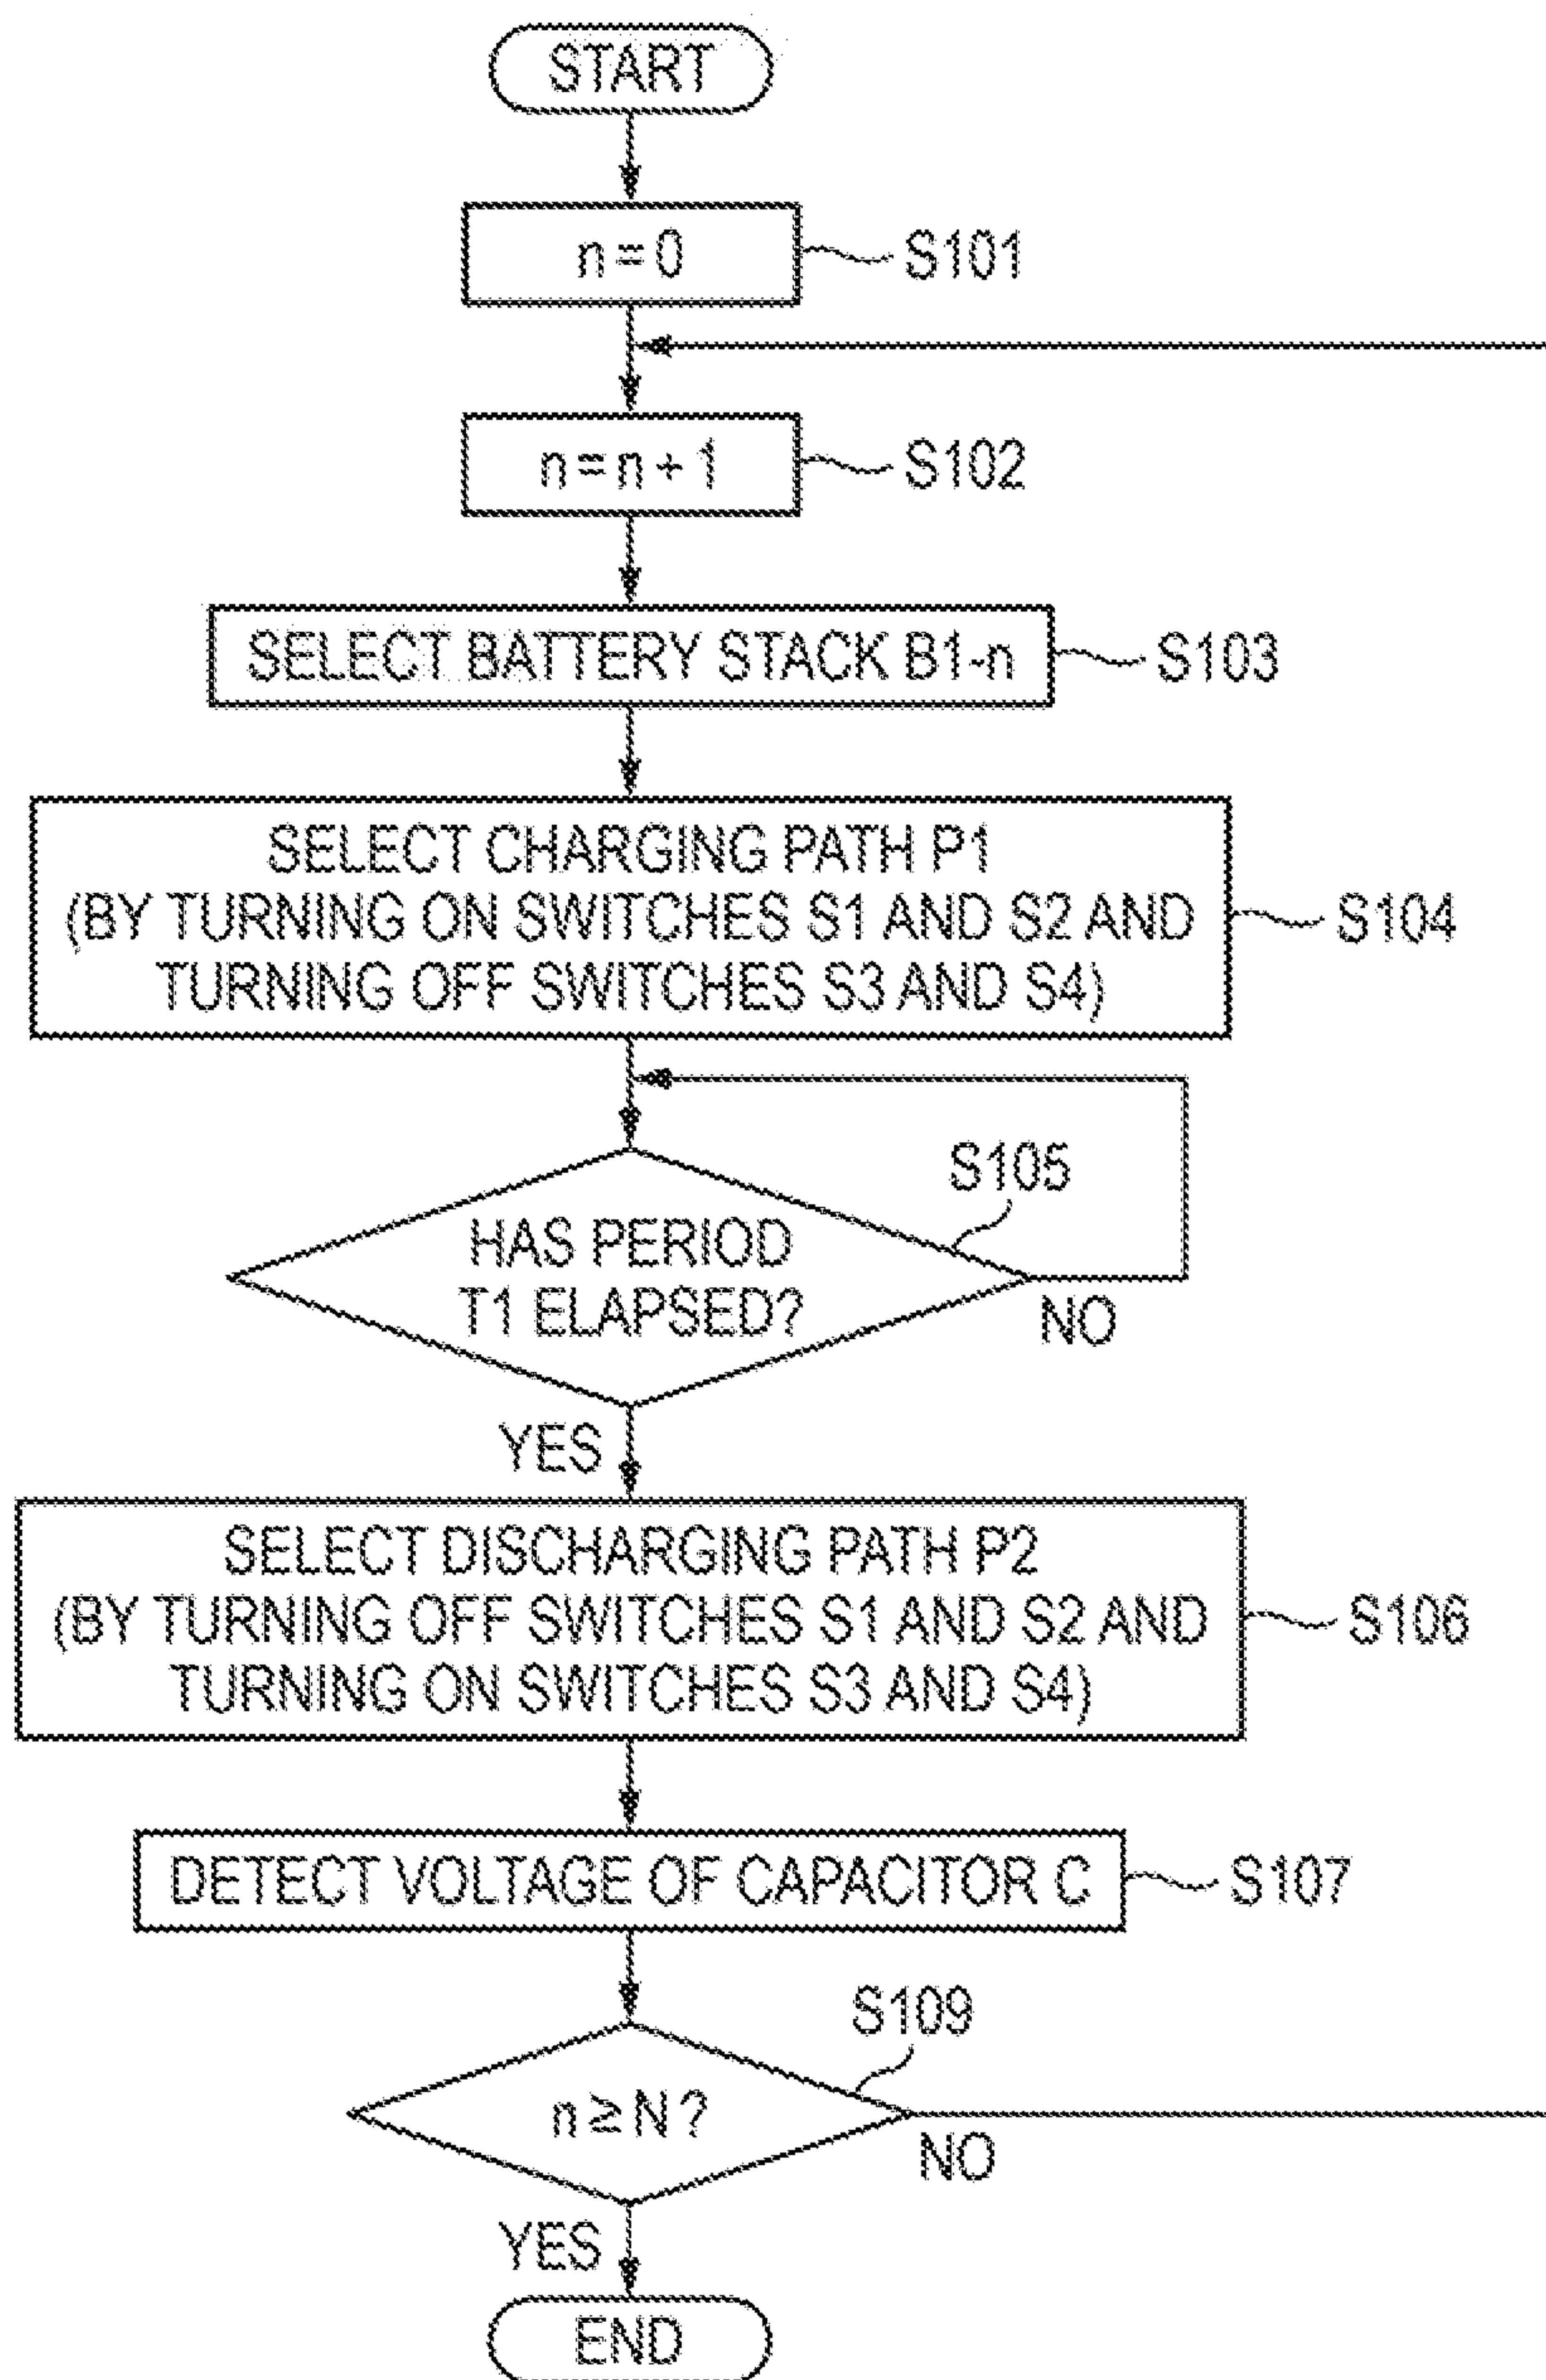 START
n=0
S101
n=n+1
S102
SELECT BATTERY STACK B1-n
S103
SELECT CHARGING PATH P1
(BY TURNING ON SWITCHES S1 AND S2 AND
TURNING OFF SWITCHES S3 AND S4)
S104
S105
HAS PERIOD
T1 ELAPSED?
NO
YES
SELECT DISCHARGING PATH P2
(BY TURNING OFF SWITCHES S1 AND S2 AND
TURNING ON SWITCHES S3 AND S4)
S106
DETECT VOLTAGE OF CAPACITOR C
S107
S109
n≥N?
NO
YES
END